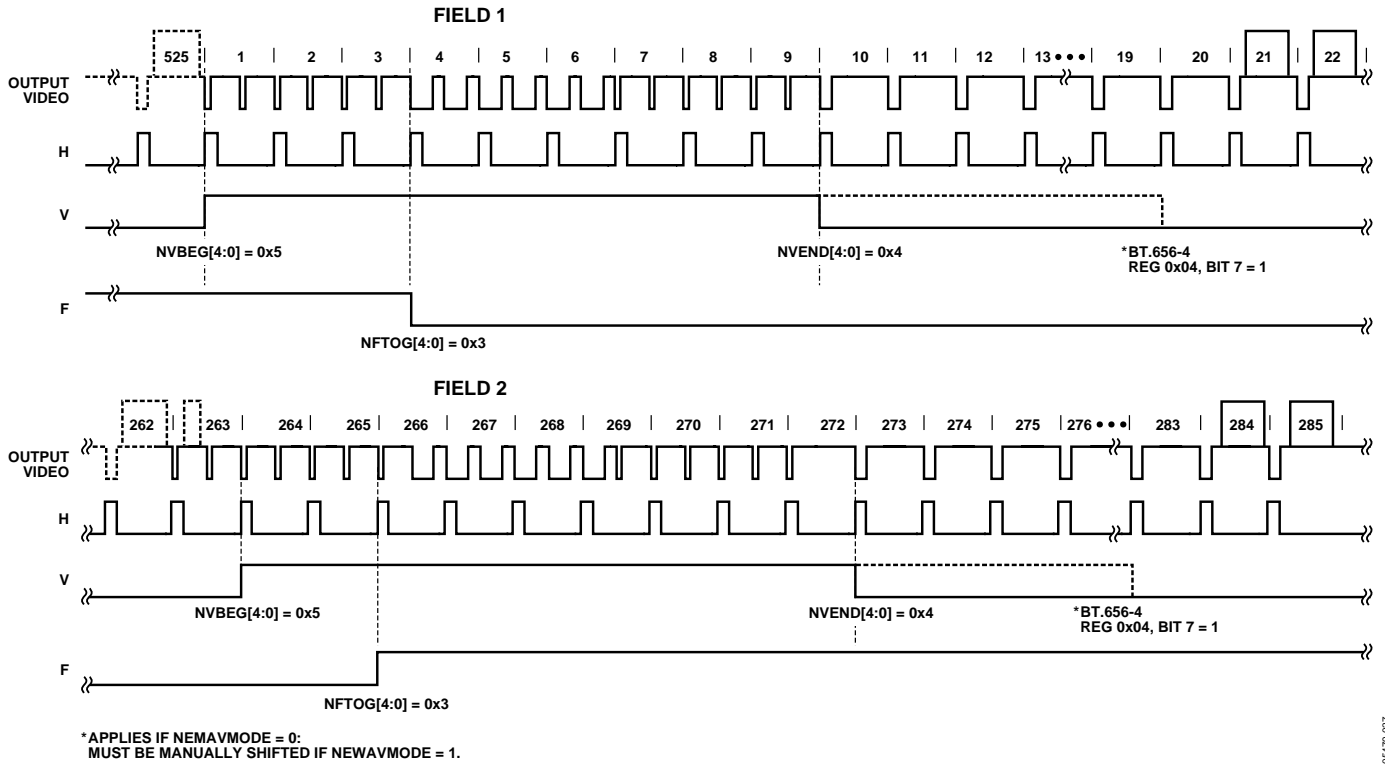 FIELD 1
525 1 2 3 4 5 6 7 8 9 10 11 12 13 ••• 19 20 21 22
OUTPUT
VIDEO
H
V
NVBEG[4:0] = 0x5
NVEND[4:0] = 0x4
*BT.656-4
REG 0x04, BIT 7 = 1
F
NFTOG[4:0] = 0x3
FIELD 2
262 263 264 265 266 267 268 269 270 271 272 273 274 275 276 ••• 283 284 285
OUTPUT
VIDEO
H
V
NVBEG[4:0] = 0x5
NVEND[4:0] = 0x4
*BT.656-4
REG 0x04, BIT 7 = 1
F
NFTOG[4:0] = 0x3
*APPLIES IF NEMAVMODE = 0:
MUST BE MANUALLY SHIFTED IF NEWAVMODE = 1.